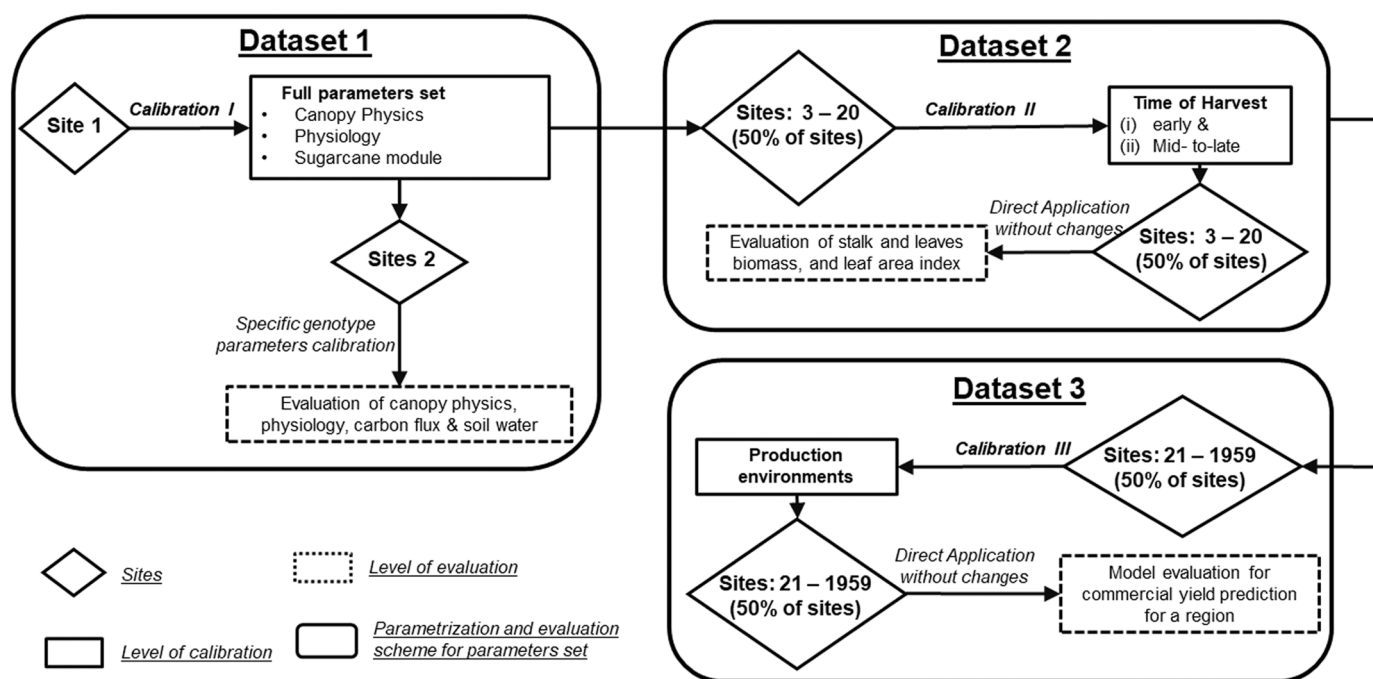 Dataset 1
Site 1
Calibration I
Full parameters set
• Canopy Physics
• Physiology
• Sugarcane module
Sites 2
Specific genotype
parameters calibration
Evaluation of canopy physics,
physiology, carbon flux & soil water
Dataset 2
Sites: 3 – 20
(50% of sites)
Calibration II
Time of Harvest
(i) early &
(ii) Mid- to-late
Direct Application
without changes
Sites: 3 – 20
(50% of sites)
Evaluation of stalk and leaves
biomass, and leaf area index
Dataset 3
Sites: 21 – 1959
(50% of sites)
Calibration III
Production
environments
Sites: 21 – 1959
(50% of sites)
Direct Application
without changes
Model evaluation for
commercial yield prediction
for a region
Sites
Level of evaluation
Level of calibration
Parametrization and evaluation
scheme for parameters set